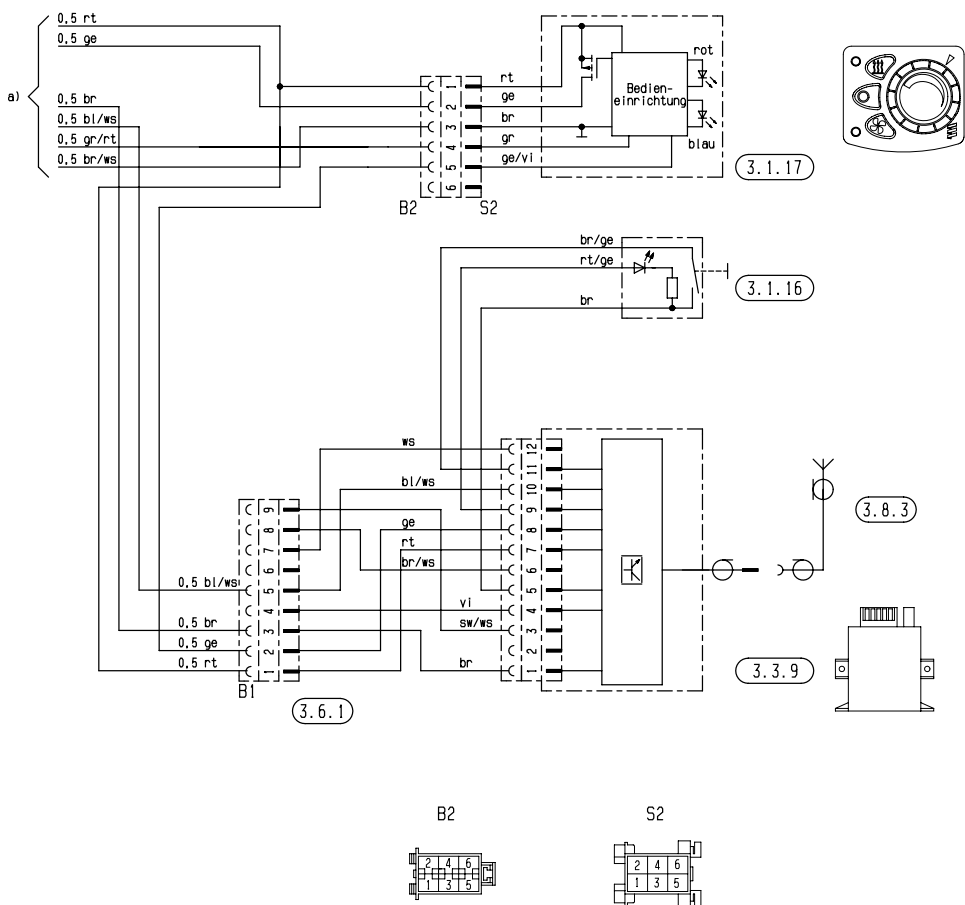 0,5 rt
0,5 ge
a)
0,5 br
0,5 bl/ws
0,5 gr/rt
0,5 br/ws
rt
ge
br
gr
ge/vi
1
2
3
4
5
6
B2
S2
Bedien-
einrichtung
rot
blau
3.1.17
br/ge
rt/ge
br
3.1.16
ws
bl/ws
ge
rt
br/ws
vi
sw/ws
br
12
11
10
9
8
7
6
5
4
3
2
1
3.8.3
3.3.9
9
8
7
6
5
4
3
2
1
0,5 bl/ws
0,5 br
0,5 ge
0,5 rt
B1
3.6.1
B2
S2
2 4 6
1 3 5
2 4 6
1 3 5